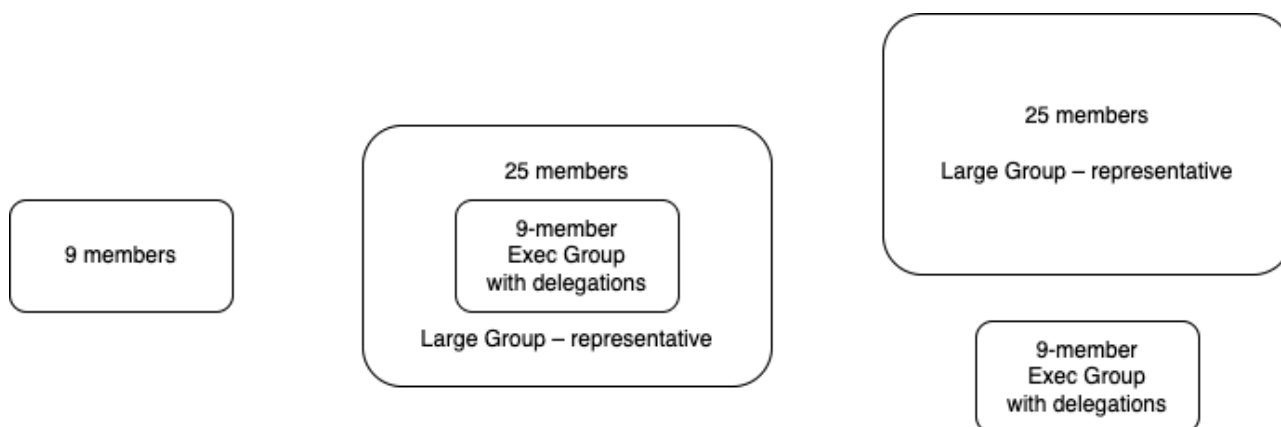 9 members
25 members
9-member
Exec Group
with delegations
Large Group – representative
25 members
Large Group – representative
9-member
Exec Group
with delegations